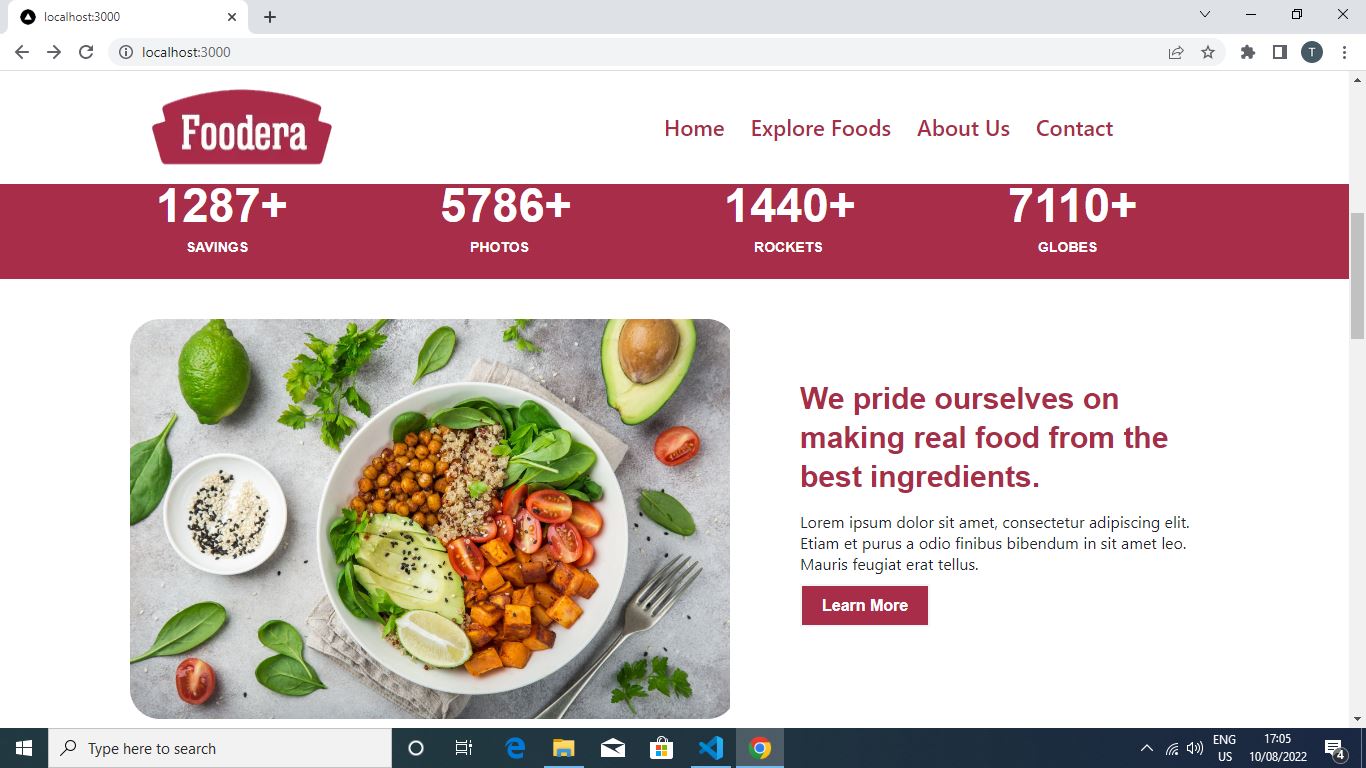 localhost:3000
localhost:3000
T
Foodera
Home Explore Foods About Us Contact
1287+ 5786+ 1440+ 7110+
SAVINGS PHOTOS ROCKETS GLOBES
We pride ourselves on
making real food from the
best ingredients.
Lorem ipsum dolor sit amet, consectetur adipiscing elit.
Etiam et purus a odio finibus bibendum in sit amet leo.
Mauris feugiat erat tellus.
Learn More
Type here to search
ENG 17:05
US 10/08/2022 4